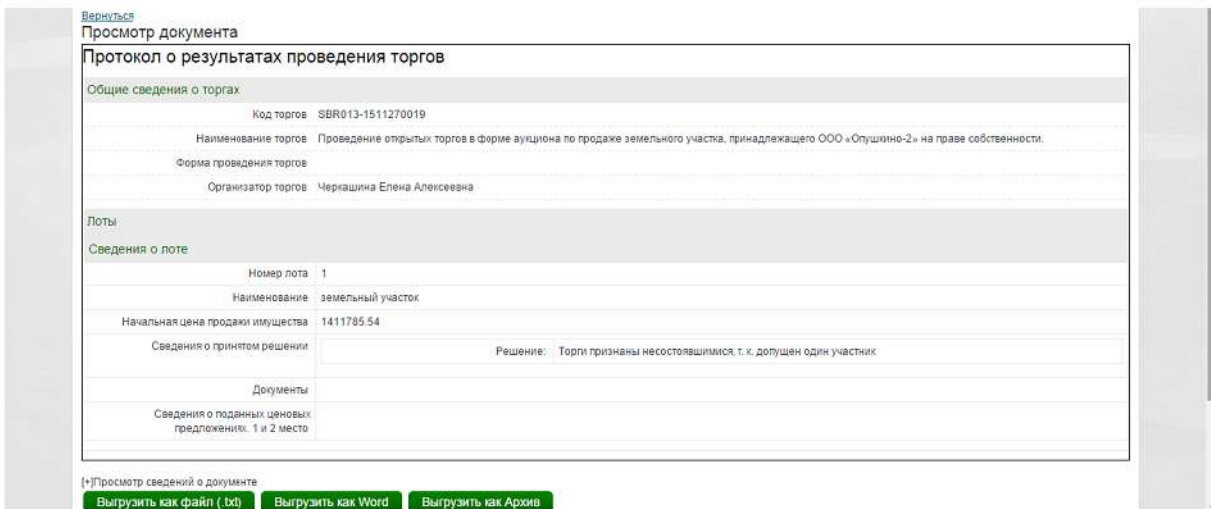 Вернуться
Просмотр документа
Протокол о результатах проведения торгов
Общие сведения о торгах
Код торгов SBR013-1511270019
Наименование торгов Проведение открытых торгов в форме аукциона по продаже земельного участка, принадлежащего ООО «Опушкино-2» на праве собственности.
Форма проведения торгов
Организатор торгов Черкашина Елена Алексеевна
Лоты
Сведения о лоте
Номер лота 1
Наименование земельный участок
Начальная цена продажи имущества 1411785.54
Сведения о принятом решении Решение: Торги признаны несостоявшимися, т. к. допущен один участник
Документы
Сведения о поданных ценовых
предложениях. 1 и 2 место
[+]Просмотр сведений о документе
Выгрузить как файл (.txt) Выгрузить как Word Выгрузить как Архив